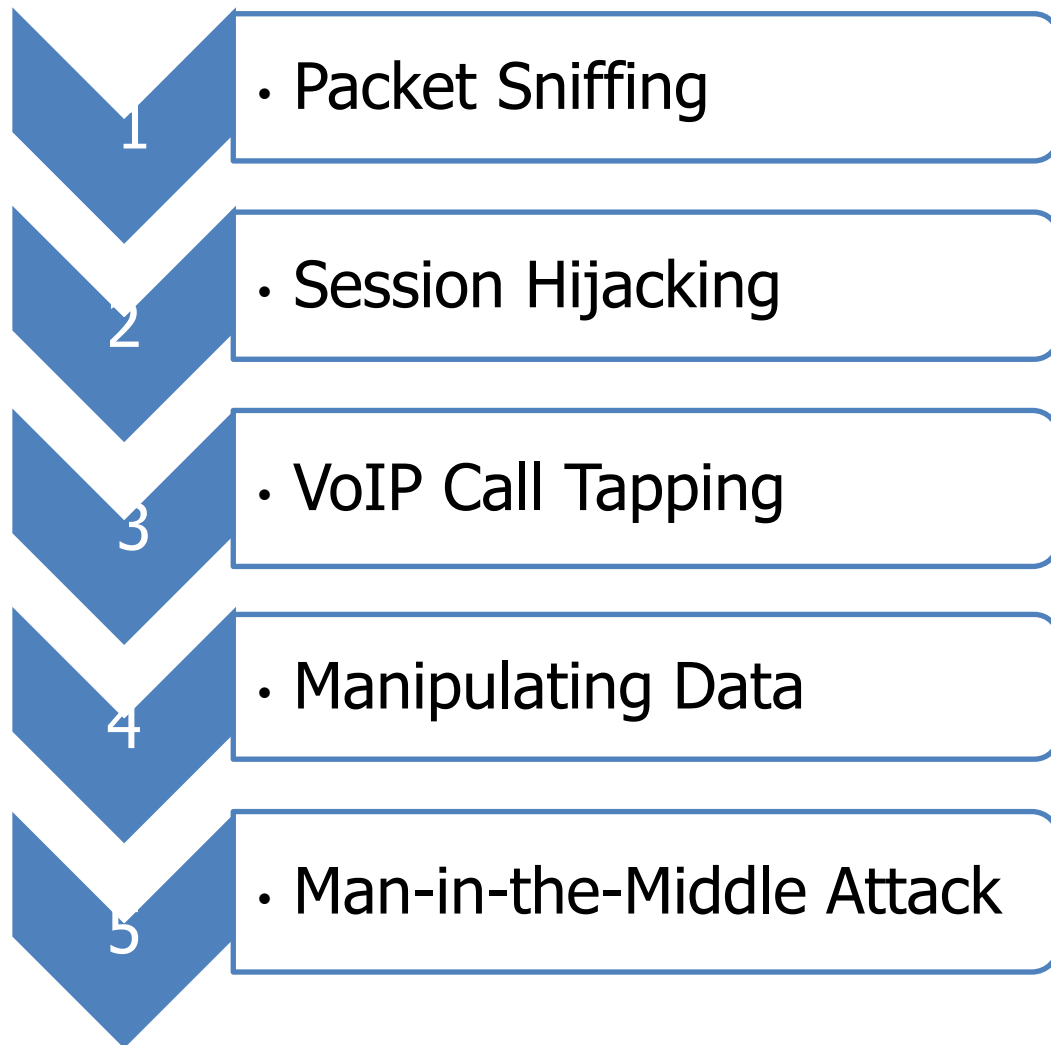 1
• Packet Sniffing
2
• Session Hijacking
3
• VoIP Call Tapping
4
• Manipulating Data
5
• Man-in-the-Middle Attack